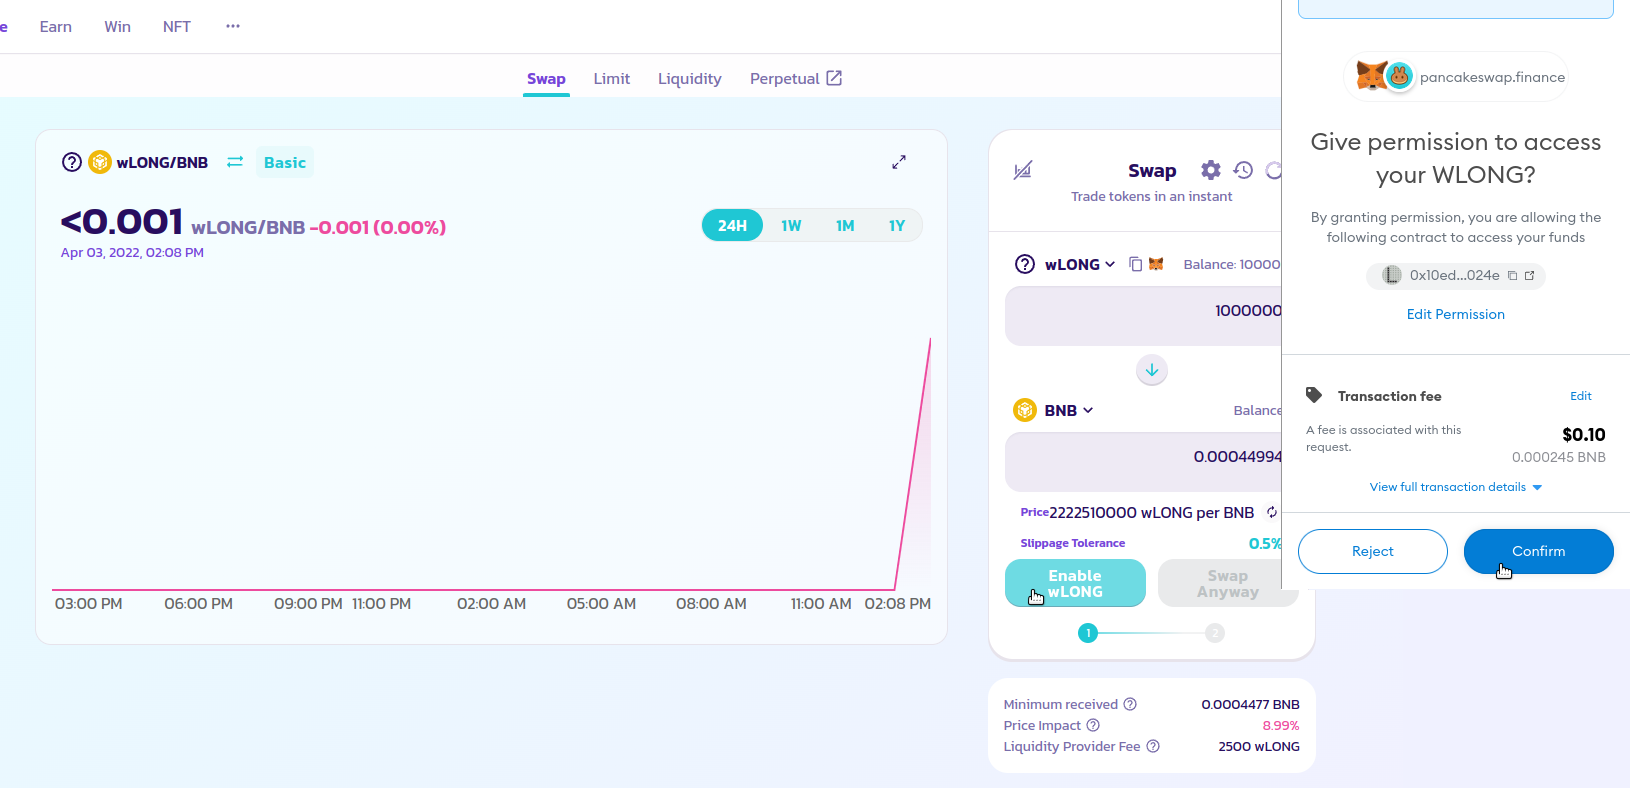 e Earn Win NFT ···
Swap Limit Liquidity Perpetual
wLONG/BNB Basic
<0.001 wLONG/BNB -0.001 (0.00%)
Apr 03, 2022, 02:08 PM
24H 1W 1M 1Y
03:00 PM 06:00 PM 09:00 PM 11:00 PM 02:00 AM 05:00 AM 08:00 AM 11:00 AM 02:08 PM
Swap
Trade tokens in an instant
wLONG Balance: 10000
1000000
BNB Balance
0.00044994
Price 2222510000 wLONG per BNB
Slippage Tolerance 0.5%
Enable
wLONG
Swap
Anyway
1 2
Minimum received 0.0004477 BNB
Price Impact 8.99%
Liquidity Provider Fee 2500 wLONG
pancakeswap.finance
Give permission to access
your WLONG?
By granting permission, you are allowing the
following contract to access your funds
0x10ed...024e
Edit Permission
Transaction fee Edit
A fee is associated with this
request.
$0.10
0.000245 BNB
View full transaction details
Reject Confirm